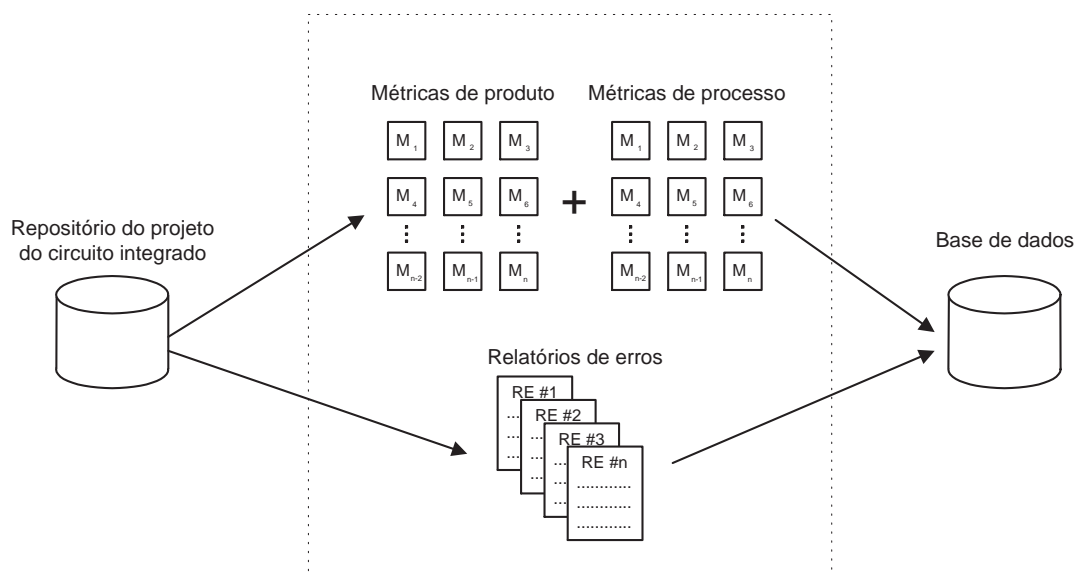 Métricas de produto
Métricas de processo
M1 M2 M3
M1 M2 M3
M4 M5 M6
+
M4 M5 M6
Mn-2 Mn-1 Mn
Mn-2 Mn-1 Mn
Repositório do projeto
do circuito integrado
Base de dados
Relatórios de erros
RE #1
RE #2
RE #3
RE #n